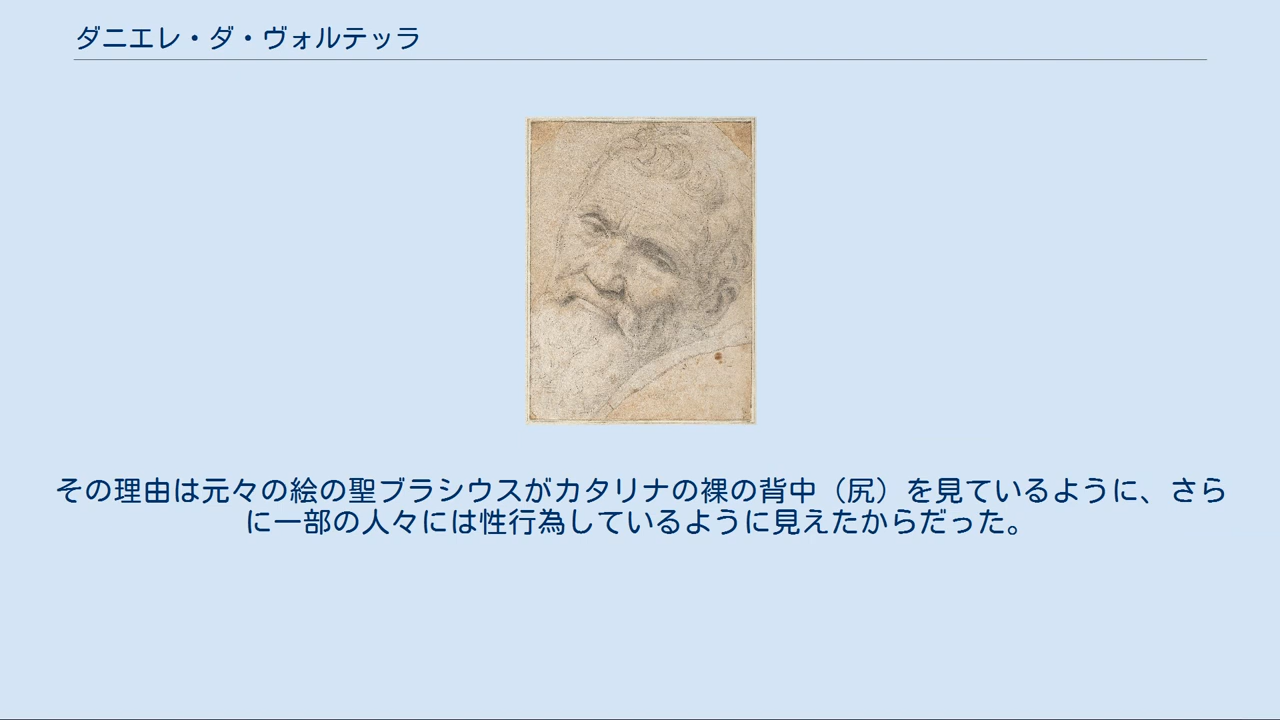 ダニエレ・ダ・ヴォルテッラ
その理由は元々の絵の聖ブラシウスがカタリナの裸の背中（尻）を見ているように、さら
に一部の人々には性行為しているように見えたからだった。